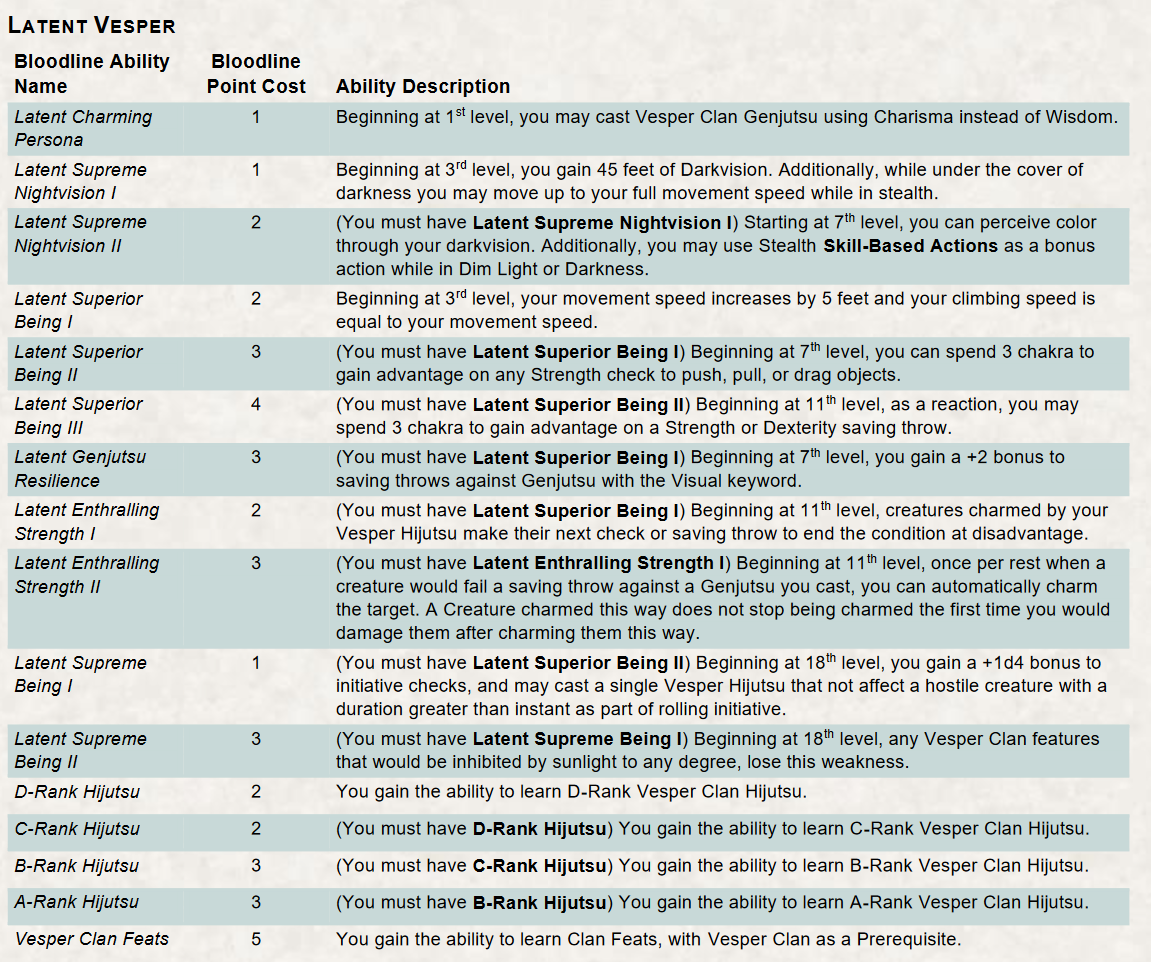 LATENT VESPER
Bloodline Ability Name Bloodline Point Cost Ability Description
Latent Charming Persona 1 Beginning at 1st level, you may cast Vesper Clan Genjutsu using Charisma instead of Wisdom.
Latent Supreme Nightvision I 1 Beginning at 3rd level, you gain 45 feet of Darkvision. Additionally, while under the cover of
darkness you may move up to your full movement speed while in stealth.
Latent Supreme Nightvision II 2 (You must have Latent Supreme Nightvision I) Starting at 7th level, you can perceive color
through your darkvision. Additionally, you may use Stealth Skill-Based Actions as a bonus
action while in Dim Light or Darkness.
Latent Superior Being I 2 Beginning at 3rd level, your movement speed increases by 5 feet and your climbing speed is
equal to your movement speed.
Latent Superior Being II 3 (You must have Latent Superior Being I) Beginning at 7th level, you can spend 3 chakra to
gain advantage on any Strength check to push, pull, or drag objects.
Latent Superior Being III 4 (You must have Latent Superior Being II) Beginning at 11th level, as a reaction, you may
spend 3 chakra to gain advantage on a Strength or Dexterity saving throw.
Latent Genjutsu Resilience 3 (You must have Latent Superior Being I) Beginning at 7th level, you gain a +2 bonus to
saving throws against Genjutsu with the Visual keyword.
Latent Enthralling Strength I 2 (You must have Latent Superior Being I) Beginning at 11th level, creatures charmed by your
Vesper Hijutsu make their next check or saving throw to end the condition at disadvantage.
Latent Enthralling Strength II 3 (You must have Latent Enthralling Strength I) Beginning at 11th level, once per rest when a
creature would fail a saving throw against a Genjutsu you cast, you can automatically charm
the target. A Creature charmed this way does not stop being charmed the first time you would
damage them after charming them this way.
Latent Supreme Being I 1 (You must have Latent Superior Being II) Beginning at 18th level, you gain a +1d4 bonus to
initiative checks, and may cast a single Vesper Hijutsu that not affect a hostile creature with a
duration greater than instant as part of rolling initiative.
Latent Supreme Being II 3 (You must have Latent Supreme Being I) Beginning at 18th level, any Vesper Clan features
that would be inhibited by sunlight to any degree, lose this weakness.
D-Rank Hijutsu 2 You gain the ability to learn D-Rank Vesper Clan Hijutsu.
C-Rank Hijutsu 2 (You must have D-Rank Hijutsu) You gain the ability to learn C-Rank Vesper Clan Hijutsu.
B-Rank Hijutsu 3 (You must have C-Rank Hijutsu) You gain the ability to learn B-Rank Vesper Clan Hijutsu.
A-Rank Hijutsu 3 (You must have B-Rank Hijutsu) You gain the ability to learn A-Rank Vesper Clan Hijutsu.
Vesper Clan Feats 5 You gain the ability to learn Clan Feats, with Vesper Clan as a Prerequisite.